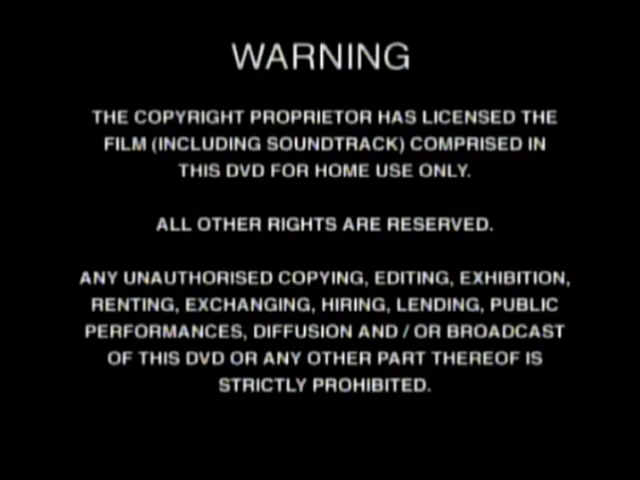 WARNING
THE COPYRIGHT PROPRIETOR HAS LICENSED THE
FILM (INCLUDING SOUNDTRACK) COMPRISED IN
THIS DVD FOR HOME USE ONLY.
ALL OTHER RIGHTS ARE RESERVED.
ANY UNAUTHORISED COPYING, EDITING, EXHIBITION,
RENTING, EXCHANGING, HIRING, LENDING, PUBLIC
PERFORMANCES, DIFFUSION AND / OR BROADCAST
OF THIS DVD OR ANY OTHER PART THEREOF IS
STRICTLY PROHIBITED.